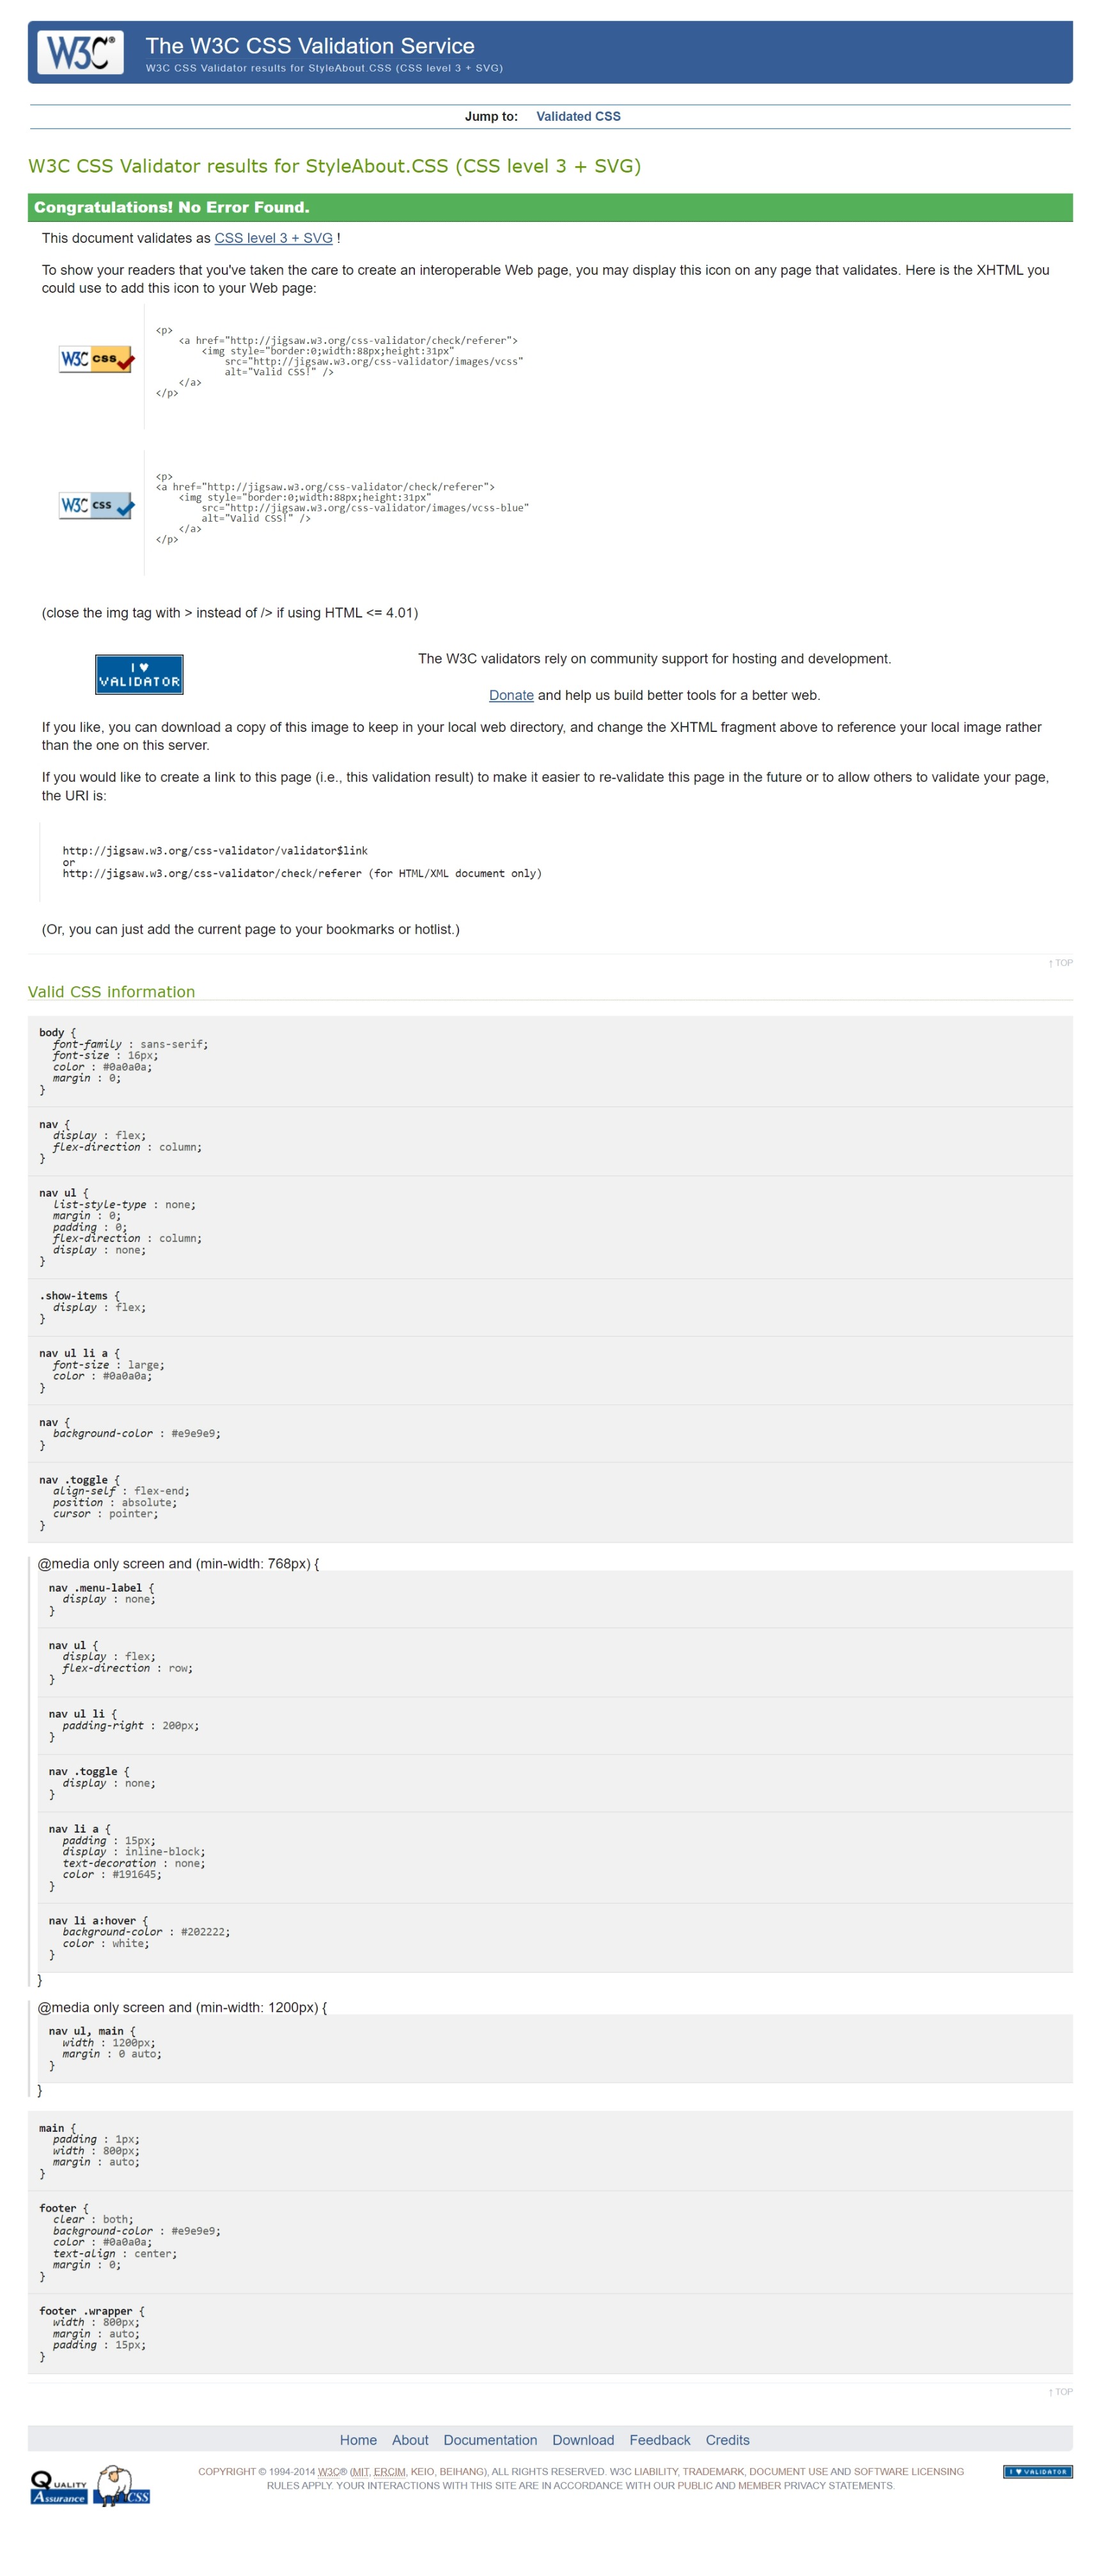 W3C®
The W3C CSS Validation Service
W3C CSS Validator results for StyleAbout.CSS (CSS level 3 + SVG)
Jump to: Validated CSS
W3C CSS Validator results for StyleAbout.CSS (CSS level 3 + SVG)
Congratulations! No Error Found.
This document validates as CSS level 3 + SVG !
To show your readers that you've taken the care to create an interoperable Web page, you may display this icon on any page that validates. Here is the XHTML you
could use to add this icon to your Web page:
W3C css
<p>
    <a href="http://jigsaw.w3.org/css-validator/check/referer">
        <img style="border:0;width:88px;height:31px"
            src="http://jigsaw.w3.org/css-validator/images/vcss"
            alt="Valid CSS!" />
    </a>
</p>
W3C css
<p>
<a href="http://jigsaw.w3.org/css-validator/check/referer">
    <img style="border:0;width:88px;height:31px"
        src="http://jigsaw.w3.org/css-validator/images/vcss-blue"
        alt="Valid CSS!" />
    </a>
</p>
(close the img tag with > instead of /> if using HTML <= 4.01)
I ♥
VALIDATOR
The W3C validators rely on community support for hosting and development.
Donate and help us build better tools for a better web.
If you like, you can download a copy of this image to keep in your local web directory, and change the XHTML fragment above to reference your local image rather
than the one on this server.
If you would like to create a link to this page (i.e., this validation result) to make it easier to re-validate this page in the future or to allow others to validate your page,
the URI is:
http://jigsaw.w3.org/css-validator/validator$link
or
http://jigsaw.w3.org/css-validator/check/referer (for HTML/XML document only)
(Or, you can just add the current page to your bookmarks or hotlist.)
↑ TOP
Valid CSS information
body {
  font-family : sans-serif;
  font-size : 16px;
  color : #0a0a0a;
  margin : 0;
}
nav {
  display : flex;
  flex-direction : column;
}
nav ul {
  list-style-type : none;
  margin : 0;
  padding : 0;
  flex-direction : column;
  display : none;
}
.show-items {
  display : flex;
}
nav ul li a {
  font-size : large;
  color : #0a0a0a;
}
nav {
  background-color : #e9e9e9;
}
nav .toggle {
  align-self : flex-end;
  position : absolute;
  cursor : pointer;
}
@media only screen and (min-width: 768px) {
nav .menu-label {
  display : none;
}
nav ul {
  display : flex;
  flex-direction : row;
}
nav ul li {
  padding-right : 200px;
}
nav .toggle {
  display : none;
}
nav li a {
  padding : 15px;
  display : inline-block;
  text-decoration : none;
  color : #191645;
}
nav li a:hover {
  background-color : #202222;
  color : white;
}
}
@media only screen and (min-width: 1200px) {
nav ul, main {
  width : 1200px;
  margin : 0 auto;
}
}
main {
  padding : 1px;
  width : 800px;
  margin : auto;
}
footer {
  clear : both;
  background-color : #e9e9e9;
  color : #0a0a0a;
  text-align : center;
  margin : 0;
}
footer .wrapper {
  width : 800px;
  margin : auto;
  padding : 15px;
}
↑ TOP
Home About Documentation Download Feedback Credits
QUALITY
Assurance
CSS
COPYRIGHT © 1994-2014 W3C® (MIT, ERCIM, KEIO, BEIHANG), ALL RIGHTS RESERVED. W3C LIABILITY, TRADEMARK, DOCUMENT USE AND SOFTWARE LICENSING
RULES APPLY. YOUR INTERACTIONS WITH THIS SITE ARE IN ACCORDANCE WITH OUR PUBLIC AND MEMBER PRIVACY STATEMENTS.
I ♥ VALIDATOR